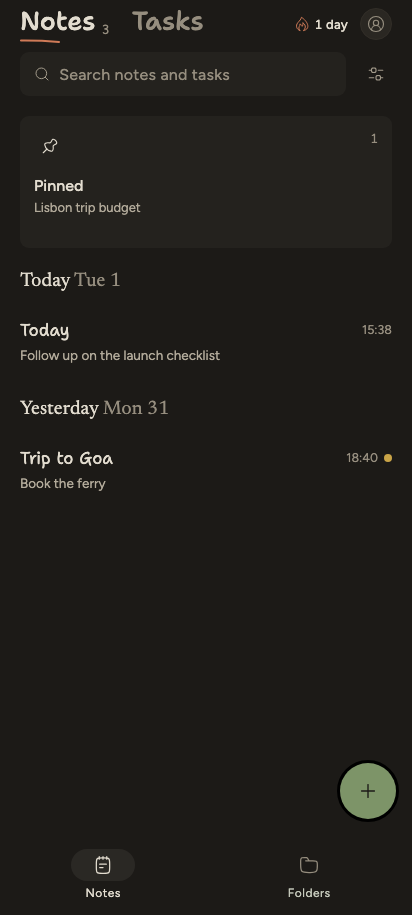 Notes 3 Tasks 1 day
Search notes and tasks
1
Pinned
Lisbon trip budget
Today Tue 1
Today 15:38
Follow up on the launch checklist
Yesterday Mon 31
Trip to Goa 18:40
Book the ferry
Notes Folders